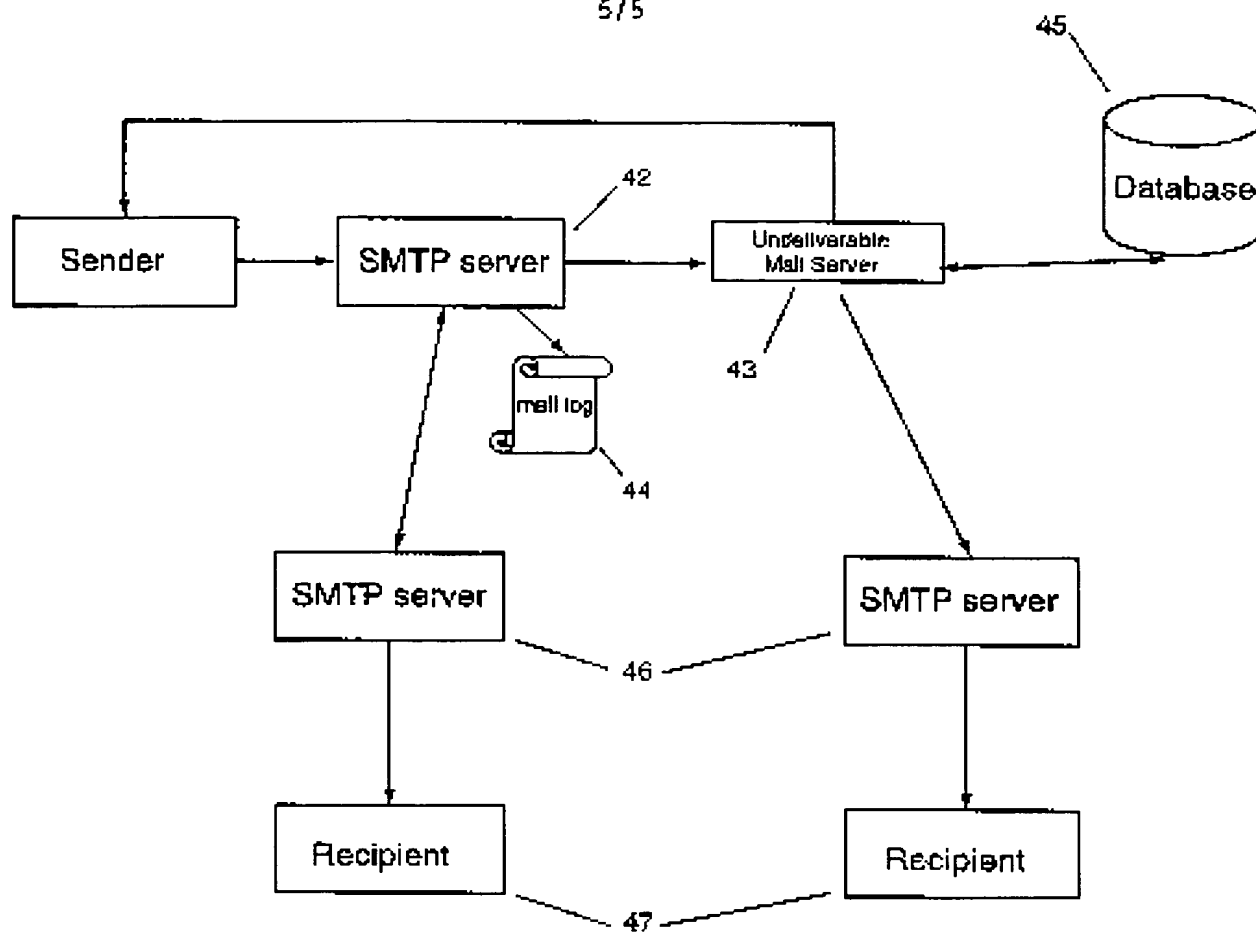 5/5
45
Database
42
Sender
SMTP server
Undeliverable
Mail Server
43
mail log
44
SMTP server
SMTP server
46
Recipient
Recipient
47